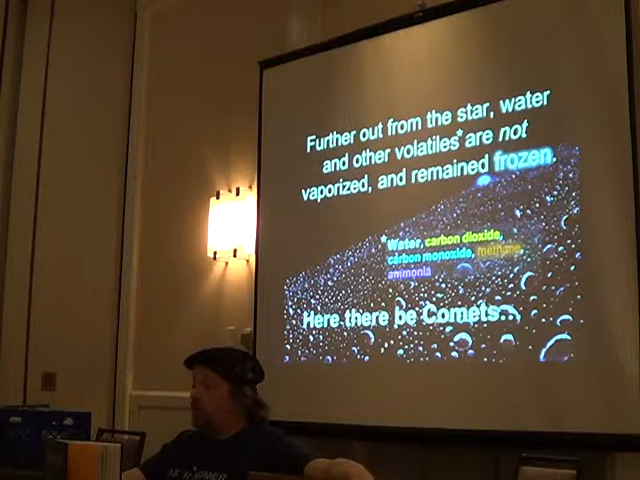 Further out from the star, water
and other volatiles* are not
vaporized, and remained frozen.
*Water, carbon dioxide,
carbon monoxide, methane,
ammonia
Here there be Comets...